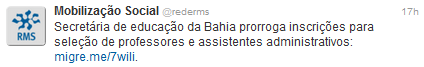 RMS
Mobilização Social @rederms 17h
Secretária de educação da Bahia prorroga inscrições para
seleção de professores e assistentes administrativos:
migre.me/7wili.